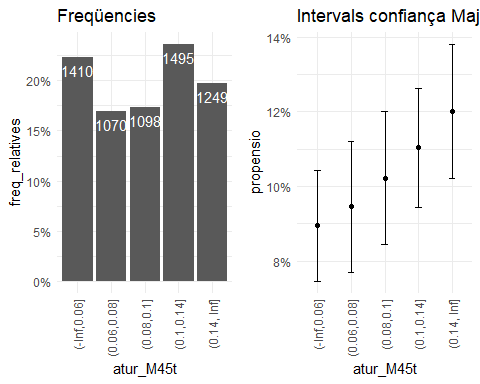 Freqüencies
freq_relatives
20%
15%
10%
5%
0%
1410
1070
1098
1495
1249
(-Inf,0.06]
(0.06,0.08]
(0.08,0.1]
(0.1,0.14]
(0.14, Inf]
atur_M45t
Intervals confiança Maj
propensio
14%
12%
10%
8%
(-Inf,0.06]
(0.06,0.08]
(0.08,0.1]
(0.1,0.14]
(0.14, Inf]
atur_M45t